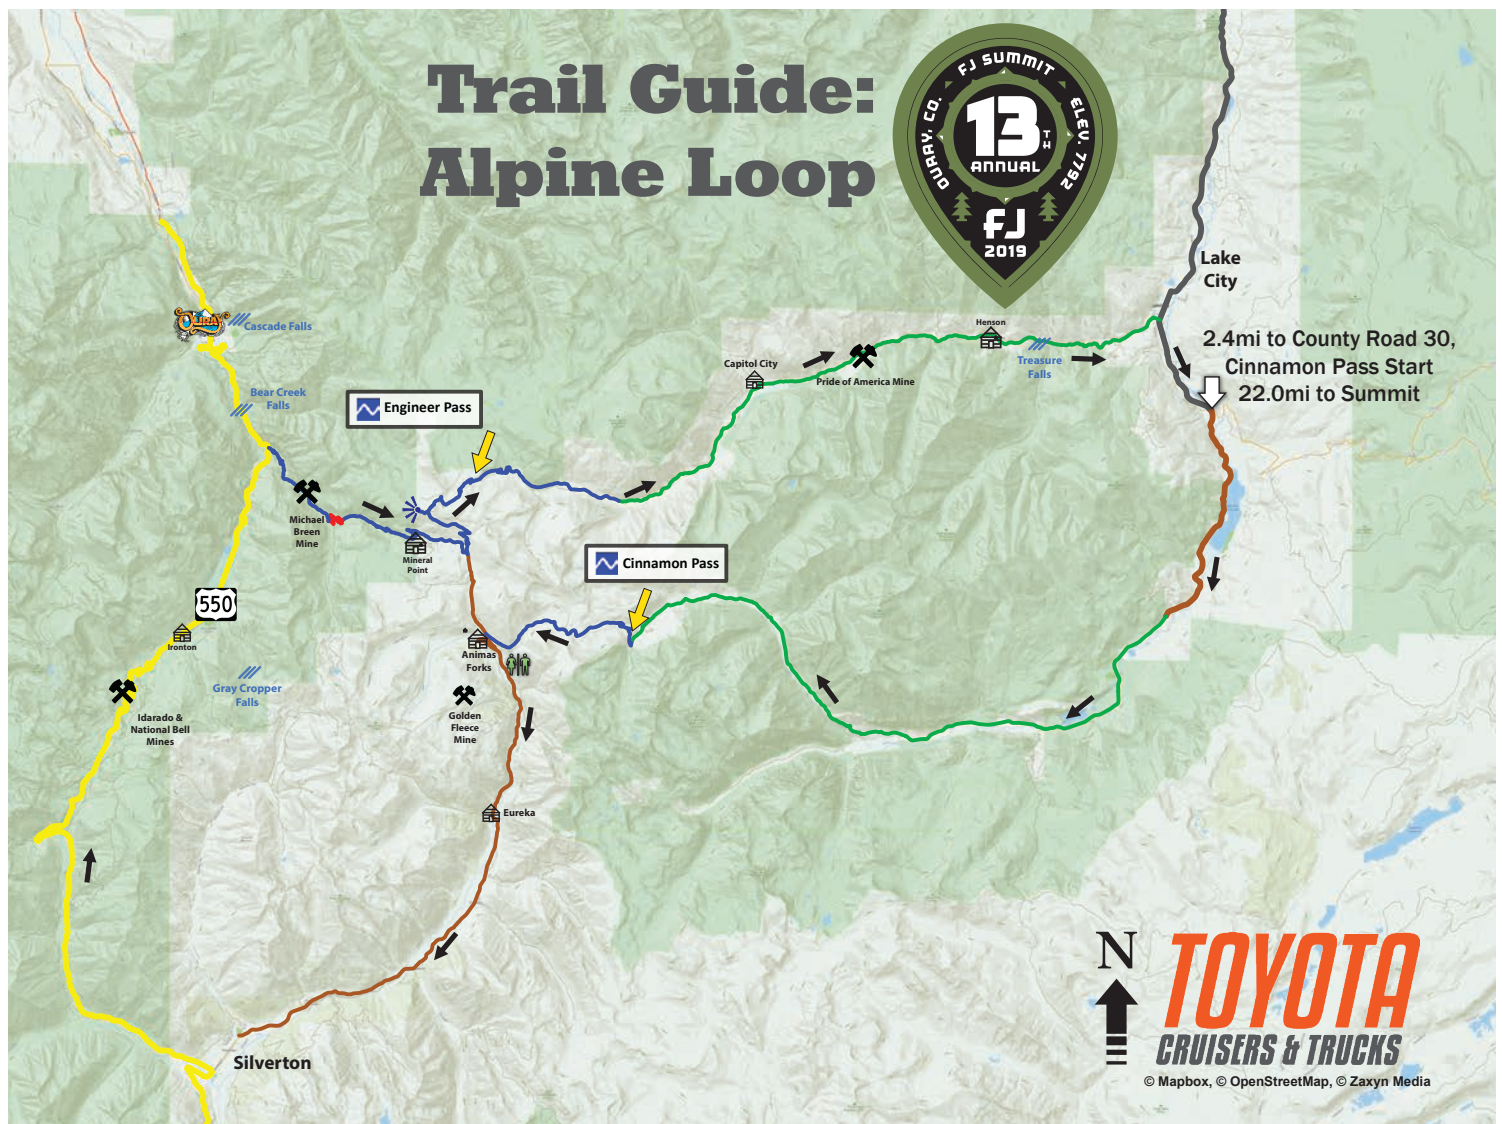 Trail Guide:
Alpine Loop
FJ SUMMIT
OURAY, CO.
ELEV. 7792
13TH
ANNUAL
FJ
2019
Lake
City
2.4mi to County Road 30,
Cinnamon Pass Start
22.0mi to Summit
OURAY
Cascade Falls
Bear Creek
Falls
Engineer Pass
Henson
Treasure
Falls
Capitol City
Pride of America Mine
Michael
Breen
Mine
Mineral
Point
Cinnamon Pass
550
Ironton
Animas
Forks
Gray Cropper
Falls
Golden
Fleece
Mine
Idarado &
National Bell
Mines
Eureka
Silverton
N
TOYOTA
CRUISERS & TRUCKS
© Mapbox, © OpenStreetMap, © Zaxyn Media